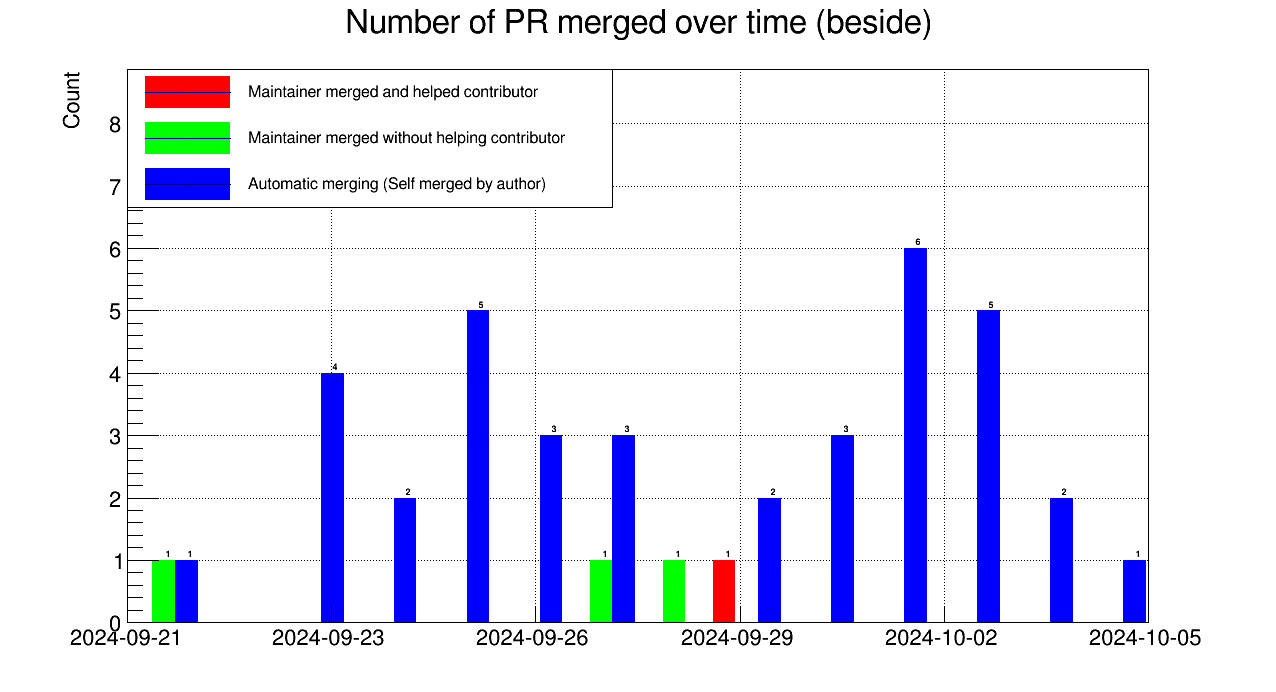 Number of PR merged over time (beside)
Count
Maintainer merged and helped contributor
Maintainer merged without helping contributor
Automatic merging (Self merged by author)
8
7
6
5
4
3
2
1
0
1 1 4 2 5 3 1 3 1 1 2 3 6 5 2 1
2024-09-21 2024-09-23 2024-09-26 2024-09-29 2024-10-02 2024-10-05